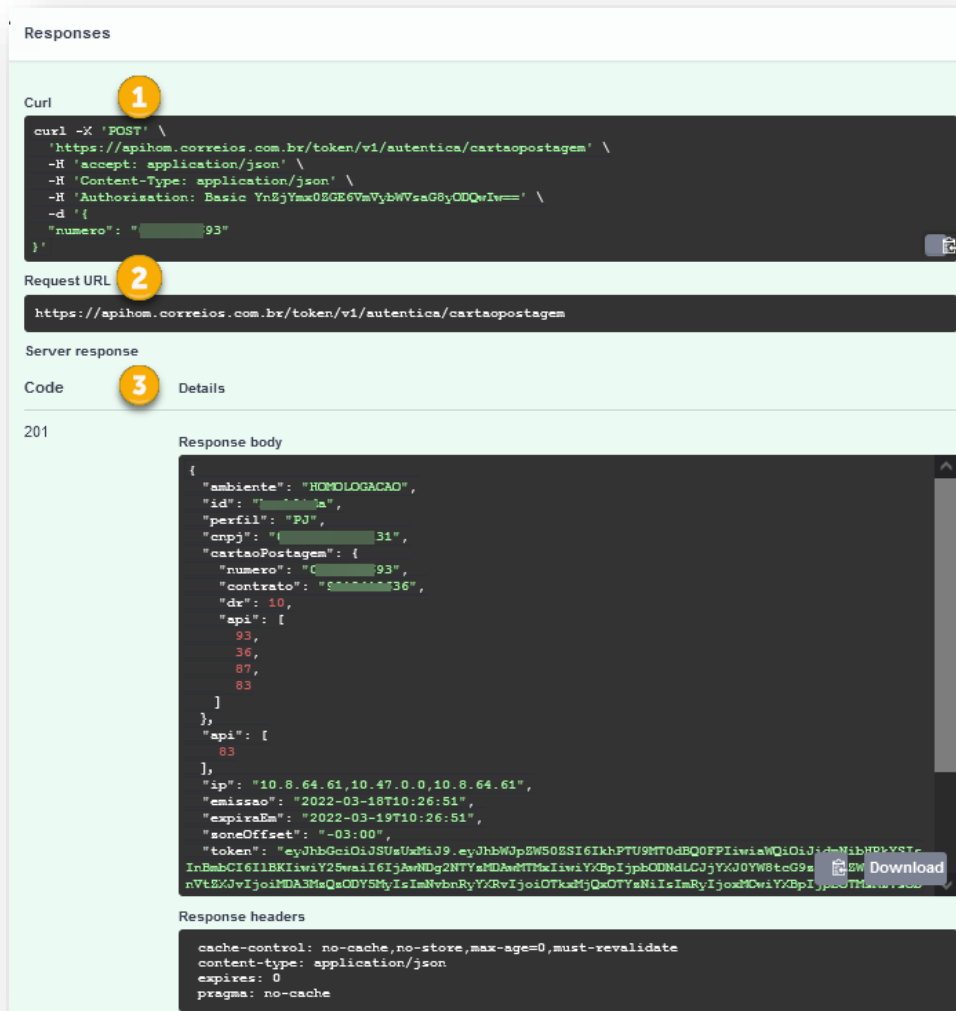 Responses
Curl
1
curl -X 'POST' \
'https://apihom.correios.com.br/token/v1/autentica/cartaopostagem' \
-H 'accept: application/json' \
-H 'Content-Type: application/json' \
-H 'Authorization: Basic
-d '{
"numero": " 93"
}'
Request URL
2
https://apihom.correios.com.br/token/v1/autentica/cartaopostagem
Server response
Code
3
Details
201
Response body
{
"ambiente": "HOMOLOGACAO",
"id": " a",
"perfil": "PJ",
"cnpj": " 31",
"cartaoPostagem": {
"numero": " 93",
"contrato": " 36",
"dr": 10,
"api": [
93,
36,
87,
83
]
},
"api": [
83
],
"ip": "10.8.64.61,10.47.0.0,10.8.64.61",
"emissao": "2022-03-18T10:26:51",
"expiraEm": "2022-03-19T10:26:51",
"zoneOffset": "-03:00",
"token":
Download
Response headers
cache-control: no-cache,no-store,max-age=0,must-revalidate
content-type: application/json
expires: 0
pragma: no-cache